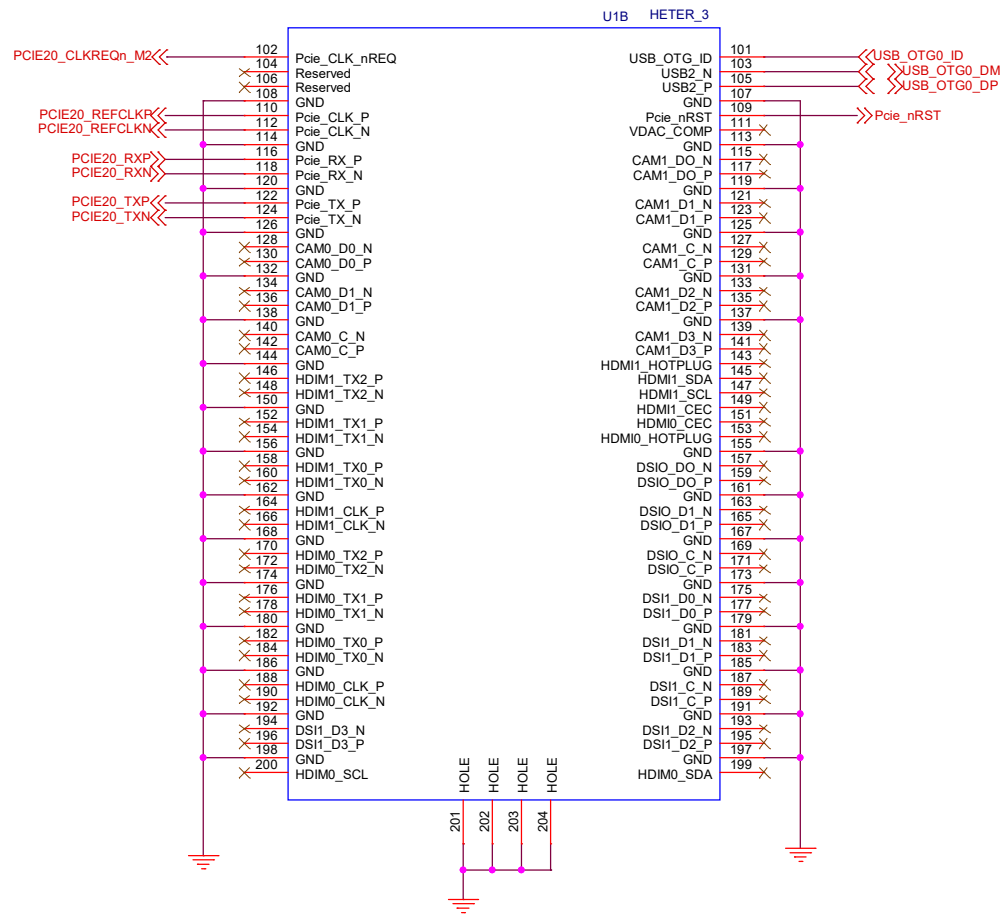 U1B HETER_3
PCIE20_CLKREQn_M2 102 Pcie_CLK_nREQ
104 Reserved
106 Reserved
108 GND
PCIE20_REFCLKP 110 Pcie_CLK_P
PCIE20_REFCLKN 112 Pcie_CLK_N
114 GND
PCIE20_RXP 116 Pcie_RX_P
PCIE20_RXN 118 Pcie_RX_N
120 GND
PCIE20_TXP 122 Pcie_TX_P
PCIE20_TXN 124 Pcie_TX_N
126 GND
128 CAM0_D0_N
130 CAM0_D0_P
132 GND
134 CAM0_D1_N
136 CAM0_D1_P
138 GND
140 CAM0_C_N
142 CAM0_C_P
144 GND
146 HDIM1_TX2_P
148 HDIM1_TX2_N
150 GND
152 HDIM1_TX1_P
154 HDIM1_TX1_N
156 GND
158 HDIM1_TX0_P
160 HDIM1_TX0_N
162 GND
164 HDIM1_CLK_P
166 HDIM1_CLK_N
168 GND
170 HDIM0_TX2_P
172 HDIM0_TX2_N
174 GND
176 HDIM0_TX1_P
178 HDIM0_TX1_N
180 GND
182 HDIM0_TX0_P
184 HDIM0_TX0_N
186 GND
188 HDIM0_CLK_P
190 HDIM0_CLK_N
192 GND
194 DSI1_D3_N
196 DSI1_D3_P
198 GND
200 HDIM0_SCL
USB_OTG_ID 101 USB_OTG0_ID
USB2_N 103 USB_OTG0_DM
USB2_P 105 USB_OTG0_DP
GND 107
Pcie_nRST 109 Pcie_nRST
VDAC_COMP 111
GND 113
CAM1_DO_N 115
CAM1_DO_P 117
GND 119
CAM1_D1_N 121
CAM1_D1_P 123
GND 125
CAM1_C_N 127
CAM1_C_P 129
GND 131
CAM1_D2_N 133
CAM1_D2_P 135
GND 137
CAM1_D3_N 139
CAM1_D3_P 141
HDMI1_HOTPLUG 143
HDMI1_SDA 145
HDMI1_SCL 147
HDMI1_CEC 149
HDMI0_CEC 151
HDMI0_HOTPLUG 153
GND 155
DSIO_DO_N 157
DSIO_DO_P 159
GND 161
DSIO_D1_N 163
DSIO_D1_P 165
GND 167
DSIO_C_N 169
DSIO_C_P 171
GND 173
DSI1_D0_N 175
DSI1_D0_P 177
GND 179
DSI1_D1_N 181
DSI1_D1_P 183
GND 185
DSI1_C_N 187
DSI1_C_P 189
GND 191
DSI1_D2_N 193
DSI1_D2_P 195
GND 197
HDIM0_SDA 199
HOLE 201
HOLE 202
HOLE 203
HOLE 204